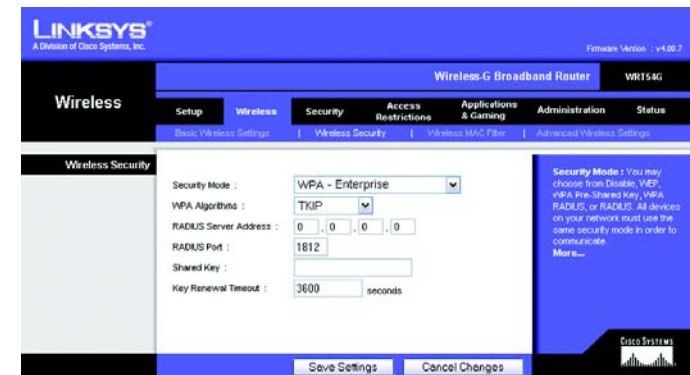 LINKSYS®
A Division of Cisco Systems, Inc.
Firmware Version : v4.00.7
Wireless-G Broadband Router WRT54G
Wireless
Setup Wireless Security Access Restrictions Applications & Gaming Administration Status
Basic Wireless Settings | Wireless Security | Wireless MAC Filter | Advanced Wireless Settings
Wireless Security
Security Mode : WPA - Enterprise
WPA Algorithms : TKIP
RADIUS Server Address : 0 . 0 . 0 . 0
RADIUS Port : 1812
Shared Key :
Key Renewal Timeout : 3600 seconds
Security Mode : You may
choose from Disable, WEP,
WPA Pre-Shared Key, WPA
RADIUS, or RADIUS. All devices
on your network must use the
same security mode in order to
communicate.
More...
Save Settings Cancel Changes
CISCO SYSTEMS